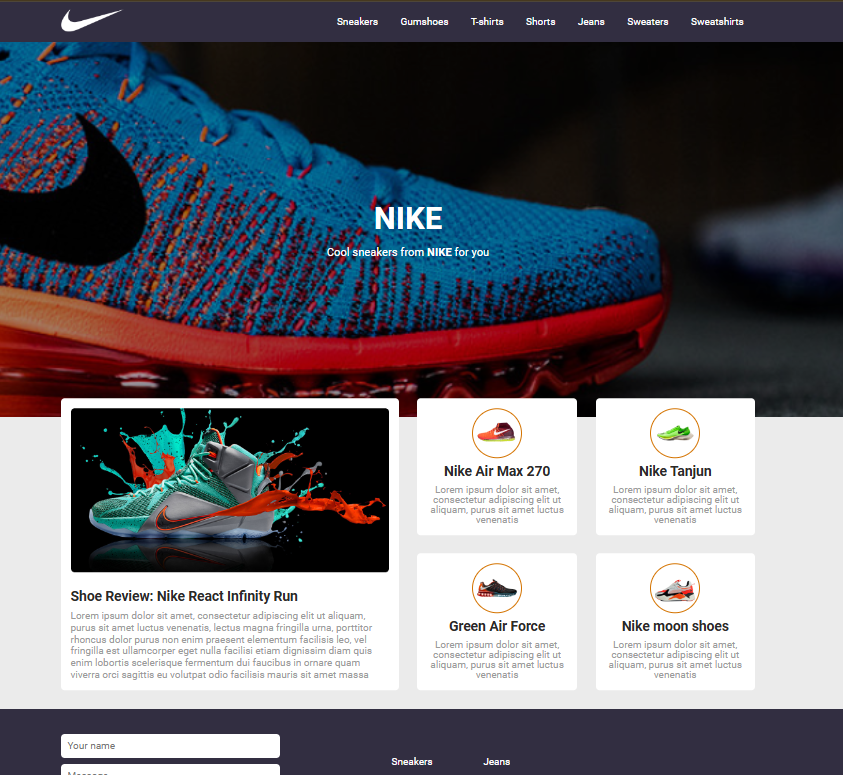 Sneakers Gumshoes T-shirts Shorts Jeans Sweaters Sweatshirts
NIKE
Cool sneakers from NIKE for you
Shoe Review: Nike React Infinity Run
Lorem ipsum dolor sit amet, consectetur adipiscing elit ut aliquam,
purus sit amet luctus venenatis, lectus magna fringilla urna, porttitor
rhoncus dolor purus non enim praesent elementum facilisis leo, vel
fringilla est ullamcorper eget nulla facilisi etiam dignissim diam quis
enim lobortis scelerisque fermentum dui faucibus in ornare quam
viverra orci sagittis eu volutpat odio facilisis mauris sit amet massa
Nike Air Max 270
Lorem ipsum dolor sit amet,
consectetur adipiscing elit ut
aliquam, purus sit amet luctus
venenatis
Nike Tanjun
Lorem ipsum dolor sit amet,
consectetur adipiscing elit ut
aliquam, purus sit amet luctus
venenatis
Green Air Force
Lorem ipsum dolor sit amet,
consectetur adipiscing elit ut
aliquam, purus sit amet luctus
venenatis
Nike moon shoes
Lorem ipsum dolor sit amet,
consectetur adipiscing elit ut
aliquam, purus sit amet luctus
venenatis
Your name
Message
Sneakers Jeans